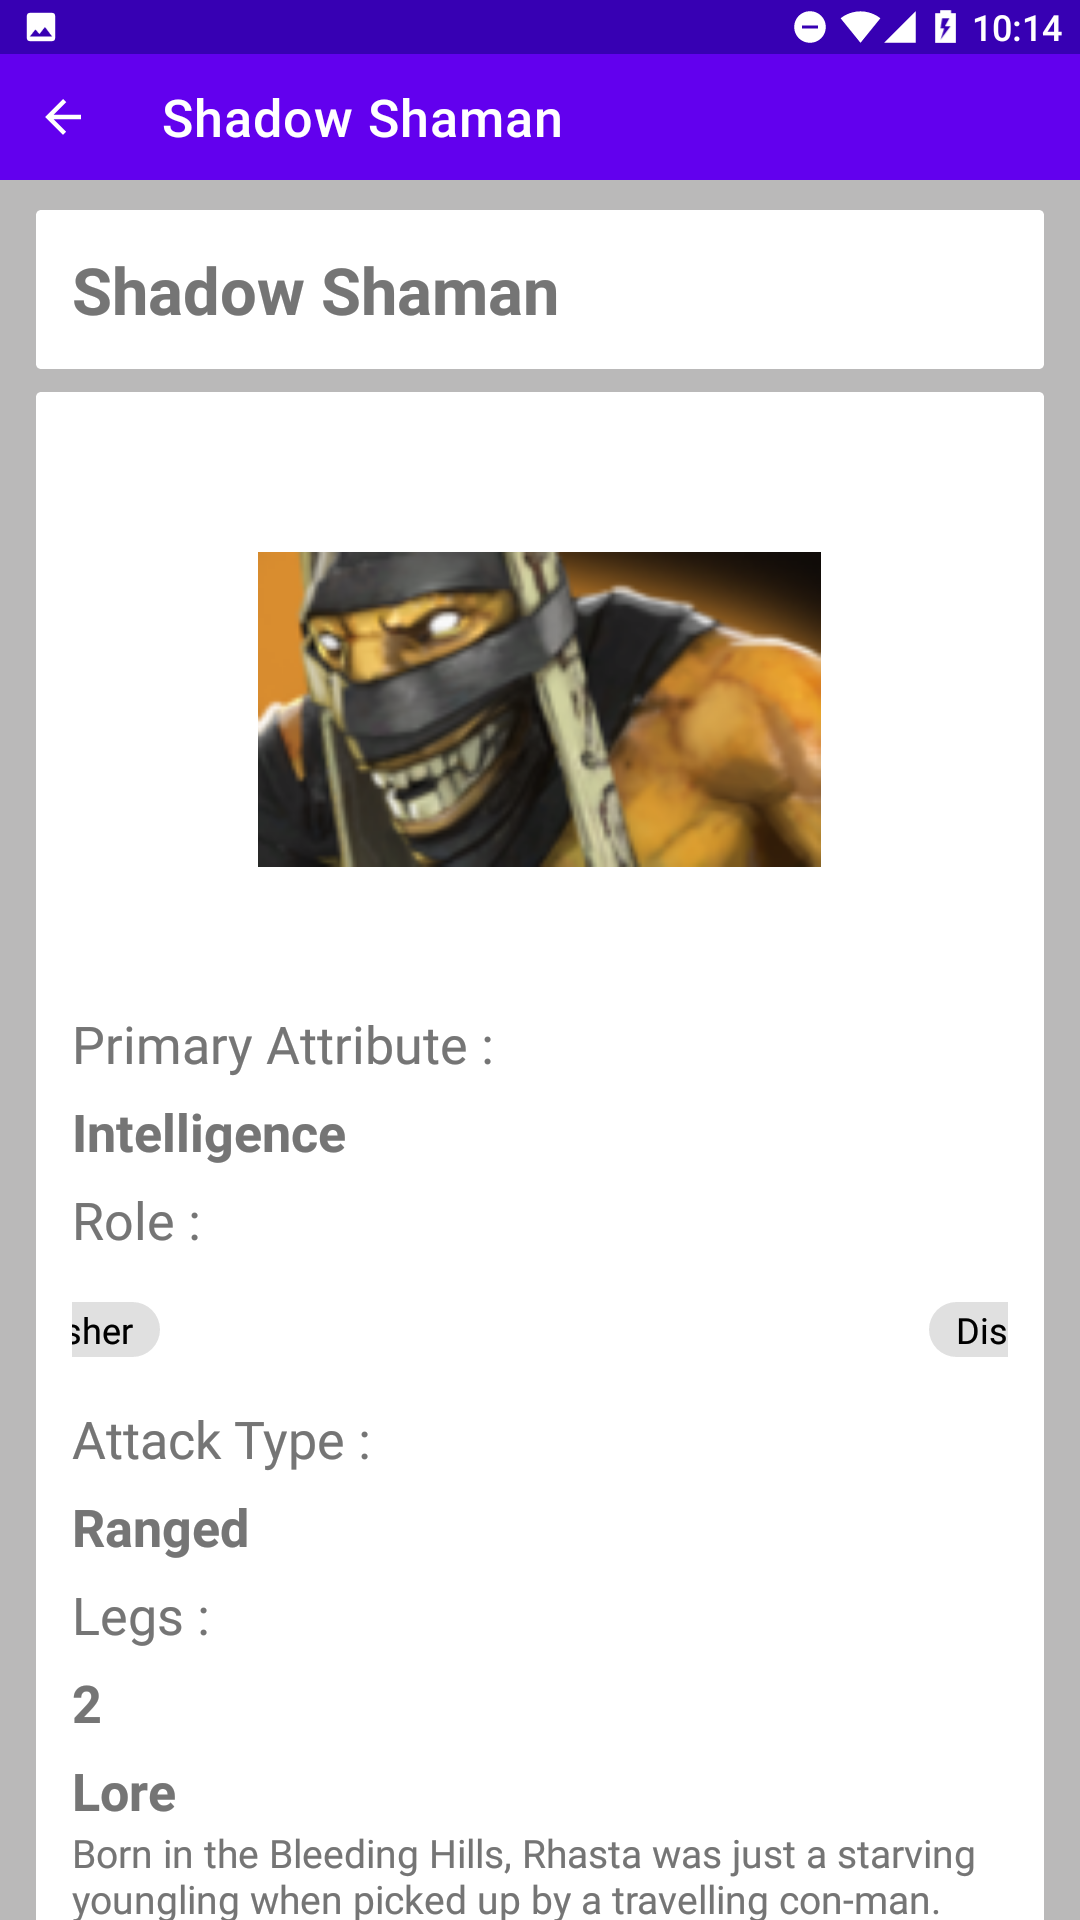 10:14
Shadow Shaman
Shadow Shaman
Primary Attribute :
Intelligence
Role :
sher Dis
Attack Type :
Ranged
Legs :
2
Lore
Born in the Bleeding Hills, Rhasta was just a starving
youngling when picked up by a travelling con-man.